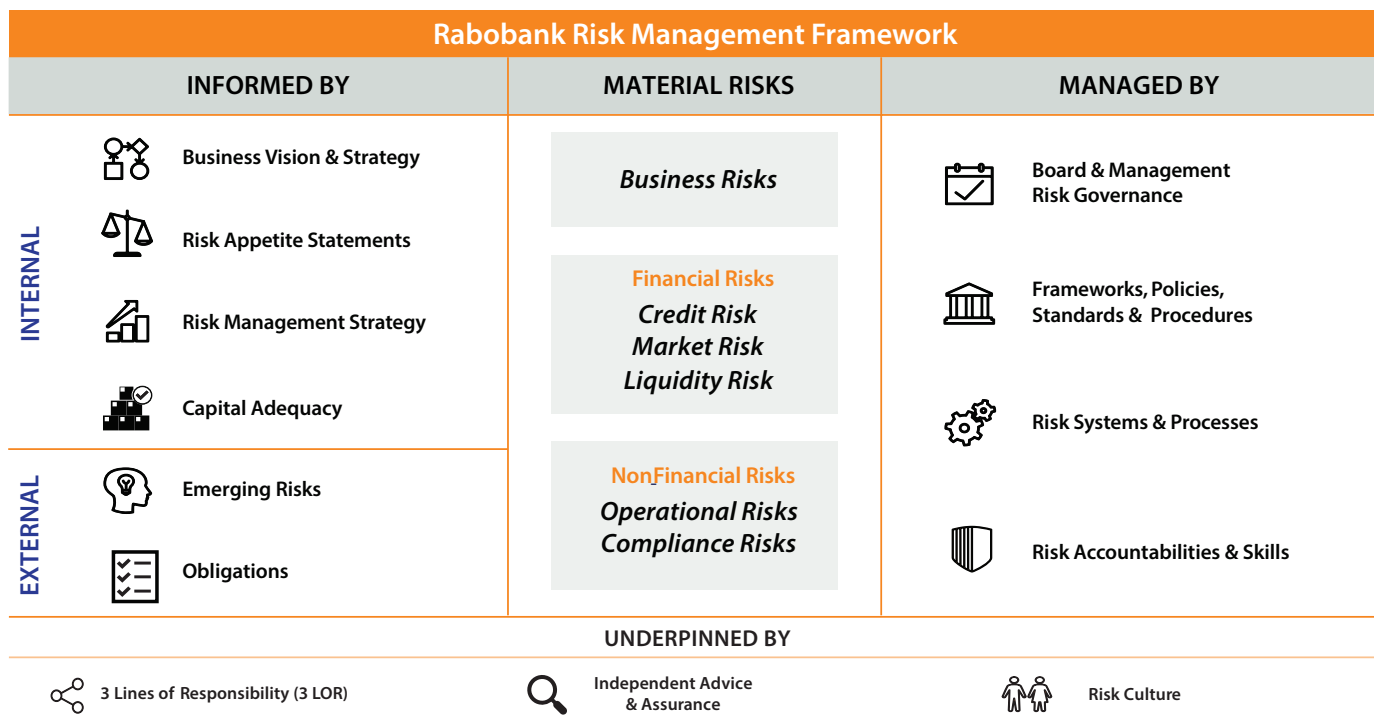 Rabobank Risk Management Framework
INFORMED BY
MATERIAL RISKS
MANAGED BY
INTERNAL
Business Vision & Strategy
Risk Appetite Statements
Risk Management Strategy
Capital Adequacy
EXTERNAL
Emerging Risks
Obligations
Business Risks
Financial Risks
Credit Risk
Market Risk
Liquidity Risk
Non_Financial Risks
Operational Risks
Compliance Risks
Board & Management
Risk Governance
Frameworks, Policies,
Standards & Procedures
Risk Systems & Processes
Risk Accountabilities & Skills
UNDERPINNED BY
3 Lines of Responsibility (3 LOR)
Independent Advice
& Assurance
Risk Culture